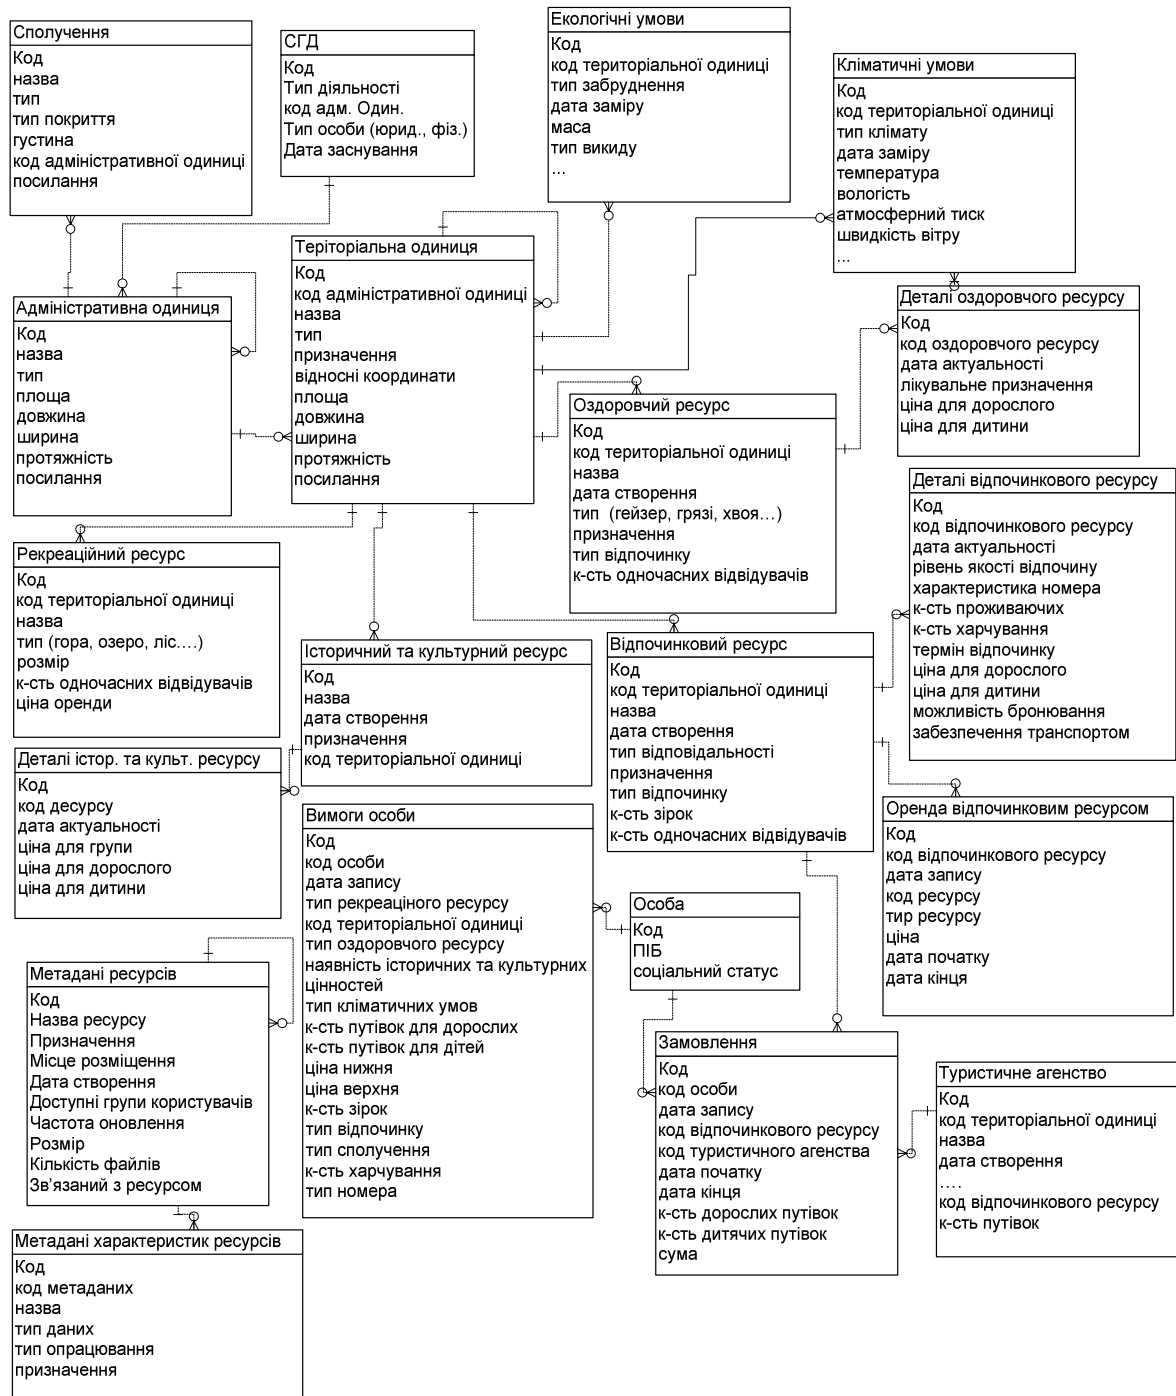 Сполучення
Код
назва
тип
тип покриття
густина
код адміністративної одиниці
посилання
СГД
Код
Тип діяльності
код адм. Один.
Тип особи (юрид., фіз.)
Дата заснування
Екологічні умови
Код
код територіальної одиниці
тип забруднення
дата заміру
маса
тип викиду
...
Кліматичні умови
Код
код територіальної одиниці
тип клімату
дата заміру
температура
вологість
атмосферний тиск
швидкість вітру
...
Адміністративна одиниця
Код
назва
тип
площа
довжина
ширина
протяжність
посилання
Теріторіальна одиниця
Код
код адміністративної одиниці
назва
тип
призначення
відносні координати
площа
довжина
ширина
протяжність
посилання
Деталі оздоровчого ресурсу
Код
код оздоровчого ресурсу
дата актуальності
лікувальне призначення
ціна для дорослого
ціна для дитини
Оздоровчий ресурс
Код
код територіальної одиниці
назва
дата створення
тип (гейзер, грязі, хвоя…)
призначення
тип відпочинку
к-сть одночасних відвідувачів
Деталі відпочинкового ресурсу
Код
код відпочинкового ресурсу
дата актуальності
рівень якості відпочину
характеристика номера
к-сть проживаючих
к-сть харчування
термін відпочинку
ціна для дорослого
ціна для дитини
можливість бронювання
забезпечення транспортом
Рекреаційний ресурс
Код
код територіальної одиниці
назва
тип (гора, озеро, ліс….)
розмір
к-сть одночасних відвідувачів
ціна оренди
Історичний та культурний ресурс
Код
назва
дата створення
призначення
код територіальної одиниці
Відпочинковий ресурс
Код
код територіальної одиниці
назва
дата створення
тип відповідальності
призначення
тип відпочинку
к-сть зірок
к-сть одночасних відвідувачів
Деталі істор. та культ. ресурсу
Код
код десурсу
дата актуальності
ціна для групи
ціна для дорослого
ціна для дитини
Вимоги особи
Код
код особи
дата запису
тип рекреаціного ресурсу
код територіальної одиниці
тип оздоровчого ресурсу
наявність історичних та культурних
цінностей
тип кліматичних умов
к-сть путівок для дорослих
к-сть путівок для дітей
ціна нижня
ціна верхня
к-сть зірок
тип відпочинку
тип сполучення
к-сть харчування
тип номера
Оренда відпочинковим ресурсом
Код
код відпочинкового ресурсу
дата запису
код ресурсу
тир ресурсу
ціна
дата початку
дата кінця
Особа
Код
ПІБ
соціальний статус
Метадані ресурсів
Код
Назва ресурсу
Призначення
Місце розміщення
Дата створення
Доступні групи користувачів
Частота оновлення
Розмір
Кількість файлів
Зв’язаний з ресурсом
Замовлення
Код
код особи
дата запису
код відпочинкового ресурсу
код туристичного агенства
дата початку
дата кінця
к-сть дорослих путівок
к-сть дитячих путівок
сума
Туристичне агенство
Код
код територіальної одиниці
назва
дата створення
….
код відпочинкового ресурсу
к-сть путівок
Метадані характеристик ресурсів
Код
код метаданих
назва
тип даних
тип опрацювання
призначення